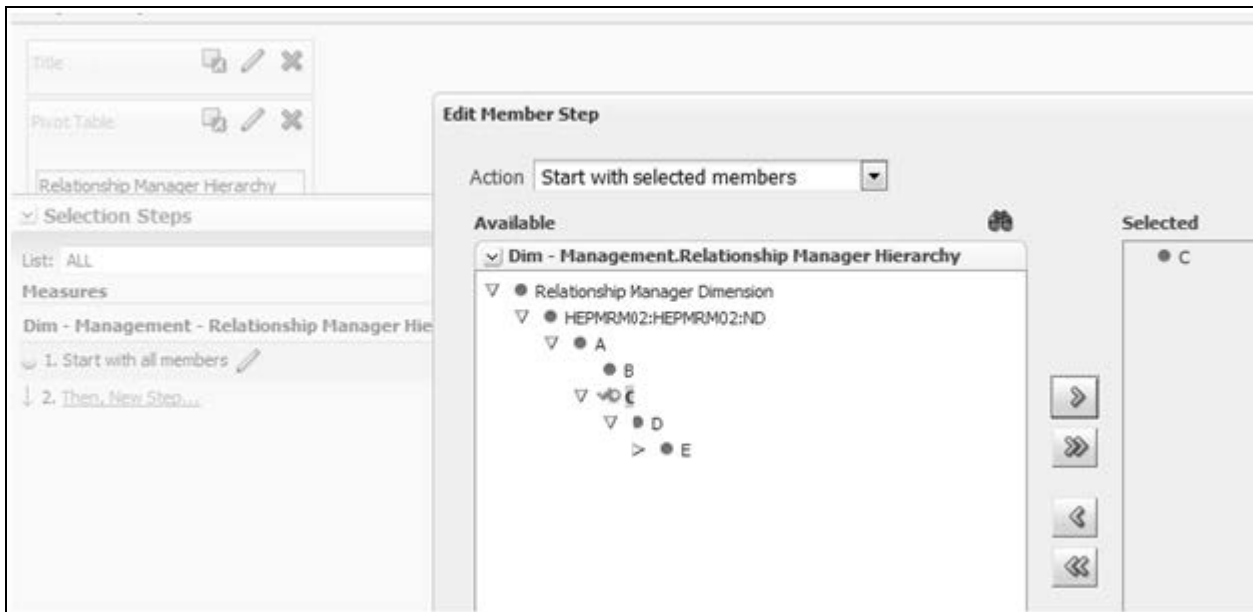 Title
Pivot Table
Relationship Manager Hierarchy
Selection Steps
List: ALL
Measures
Dim - Management - Relationship Manager Hie
1. Start with all members
2. Then, New Step...
Edit Member Step
Action Start with selected members
Available
Dim - Management.Relationship Manager Hierarchy
Relationship Manager Dimension
HEPMRM02:HEPMRM02:ND
A
B
C
D
E
Selected
C